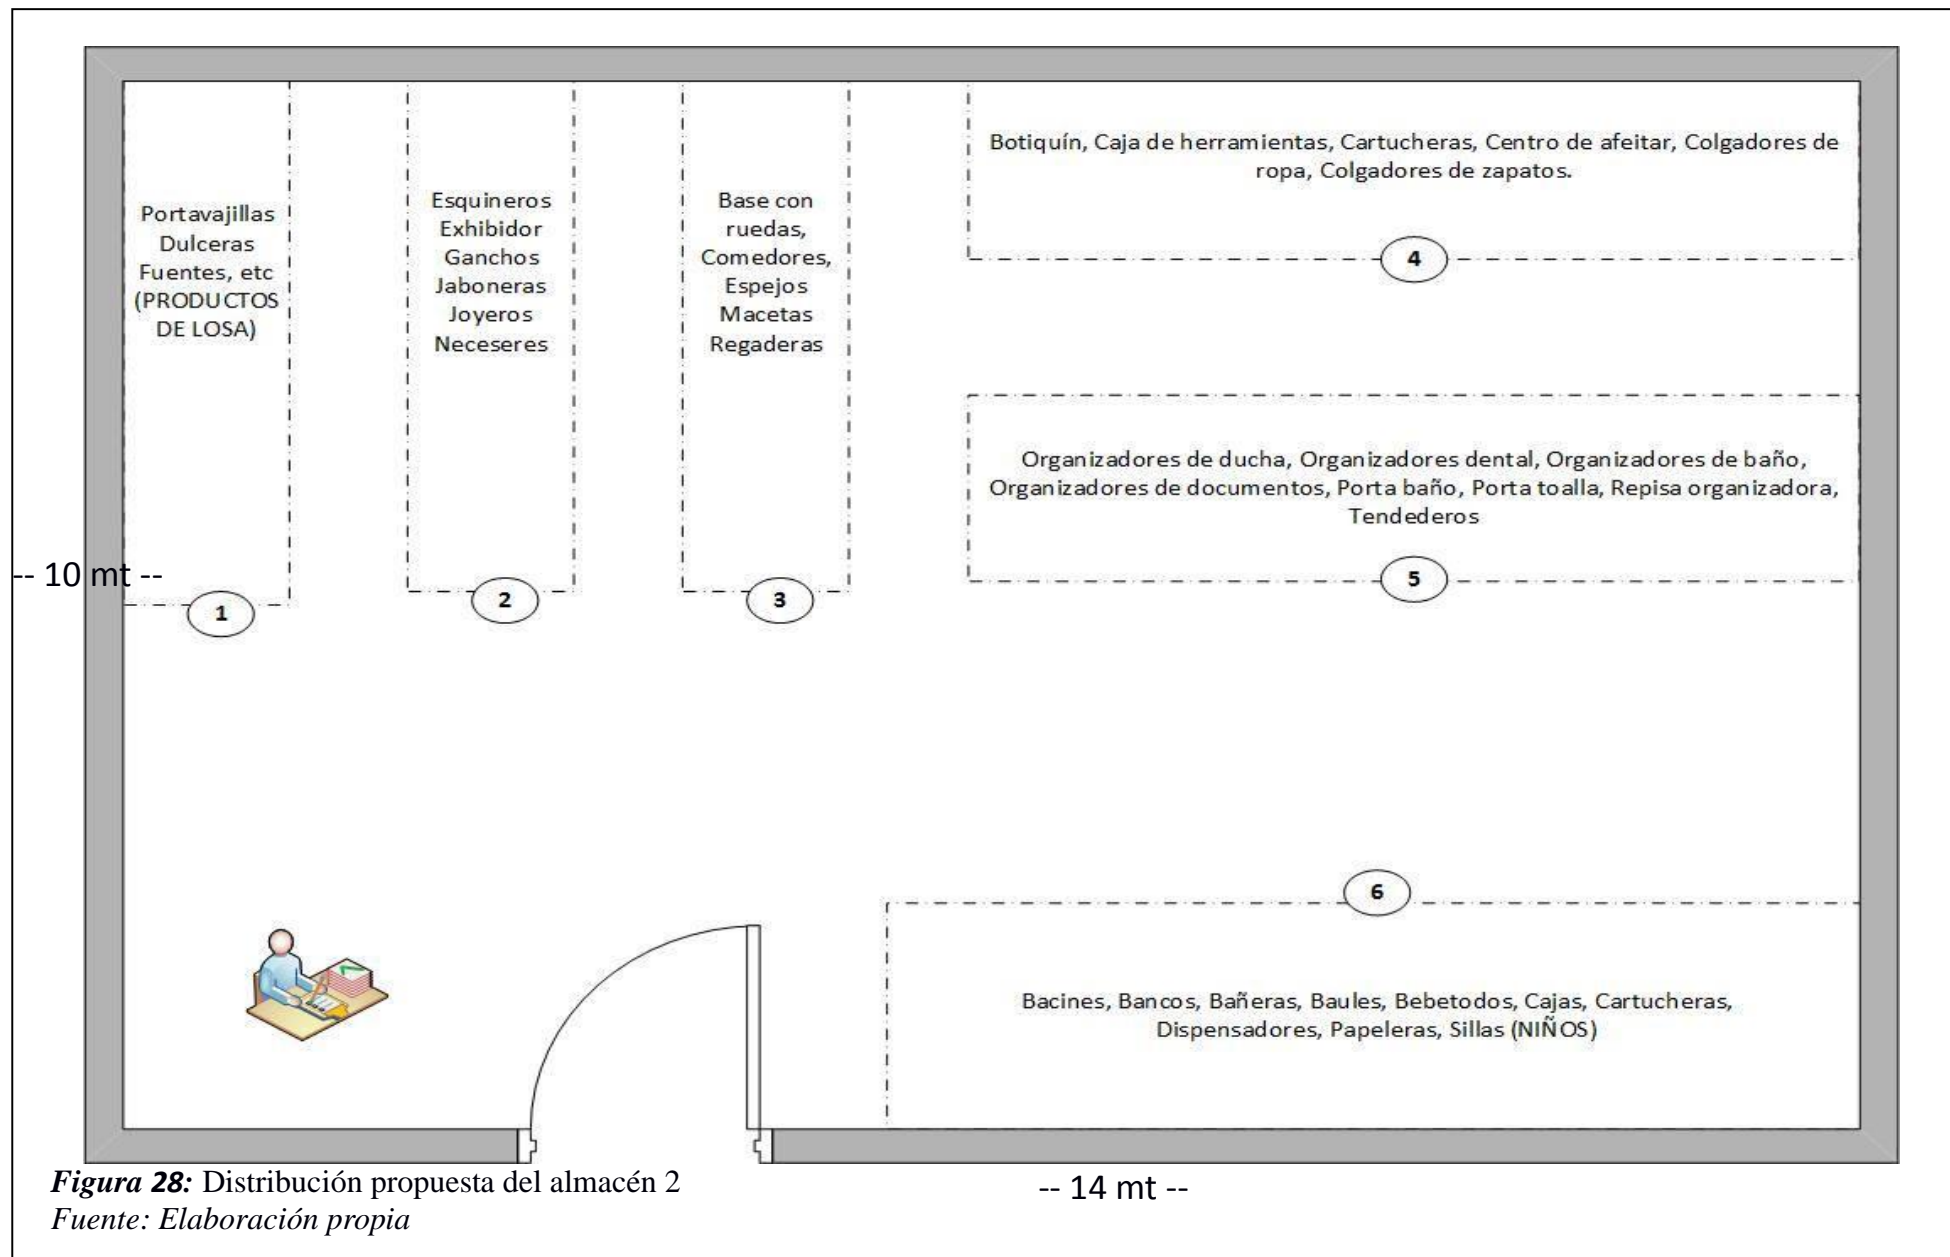 Portavajillas
Dulceras
Fuentes, etc
(PRODUCTOS
DE LOSA)
1
Esquineros
Exhibidor
Ganchos
Jaboneras
Joyeros
Neceseres
2
Base con
ruedas,
Comedores,
Espejos
Macetas
Regaderas
3
Botiquín, Caja de herramientas, Cartucheras, Centro de afeitar, Colgadores de
ropa, Colgadores de zapatos.
4
Organizadores de ducha, Organizadores dental, Organizadores de baño,
Organizadores de documentos, Porta baño, Porta toalla, Repisa organizadora,
Tendederos
5
-- 10 mt --
6
Bacines, Bancos, Bañeras, Baules, Bebetodos, Cajas, Cartucheras,
Dispensadores, Papeleras, Sillas (NIÑOS)
-- 14 mt --
Figura 28: Distribución propuesta del almacén 2
Fuente: Elaboración propia